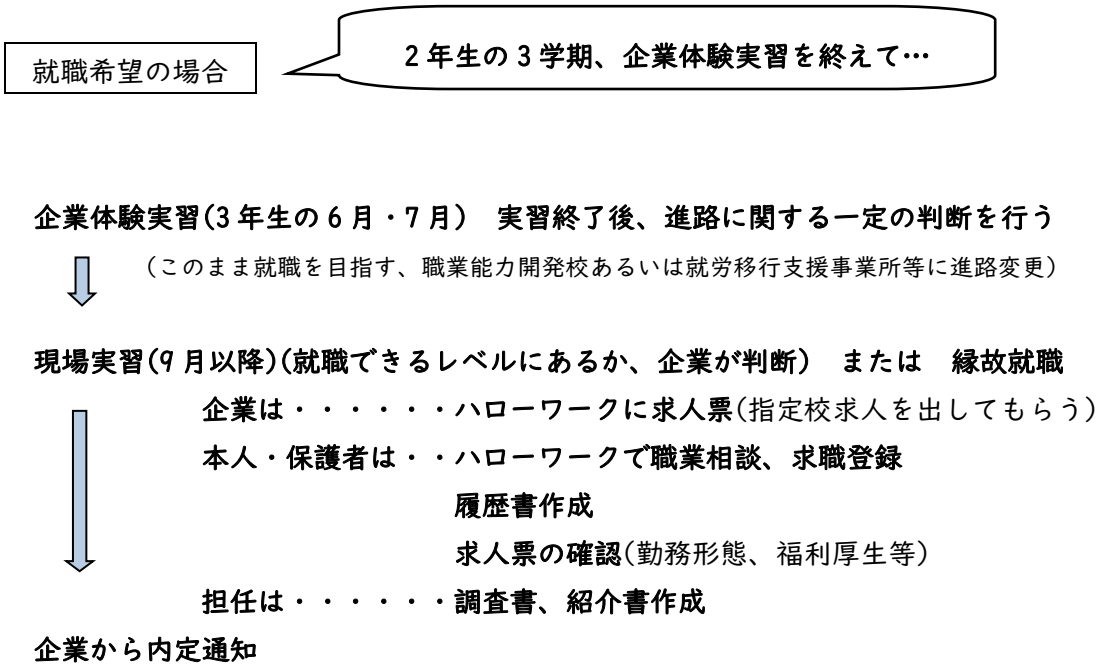 就職希望の場合
2年生の3学期、企業体験実習を終えて…
企業体験実習(3年生の6月・7月)　実習終了後、進路に関する一定の判断を行う
（このまま就職を目指す、職業能力開発校あるいは就労移行支援事業所等に進路変更）
現場実習(9月以降)(就職できるレベルにあるか、企業が判断)　または　縁故就職
企業は・・・・・・ハローワークに求人票(指定校求人を出してもらう)
本人・保護者は・・ハローワークで職業相談、求職登録
履歴書作成
求人票の確認(勤務形態、福利厚生等)
担任は・・・・・・調査書、紹介書作成
企業から内定通知